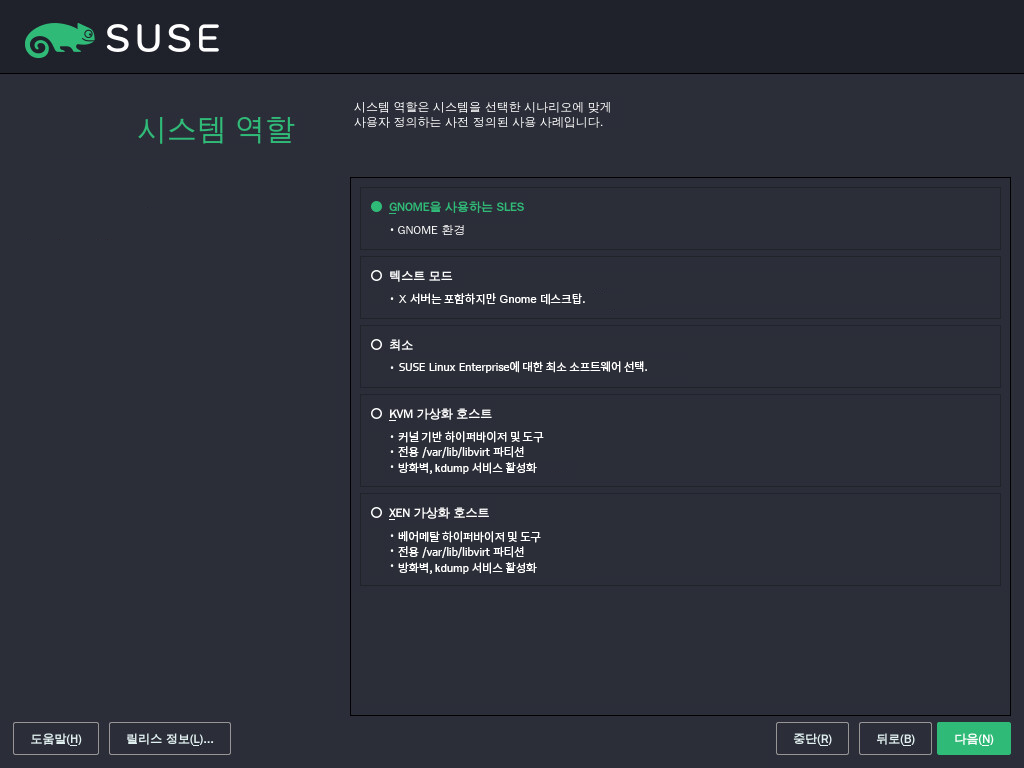 SUSE
시스템 역할
시스템 역할은 시스템을 선택한 시나리오에 맞게
사용자 정의하는 사전 정의된 사용 사례입니다.
GNOME을 사용하는 SLES
• GNOME 환경
텍스트 모드
• X 서버는 포함하지만 Gnome 데스크탑.
최소
• SUSE Linux Enterprise에 대한 최소 소프트웨어 선택.
KVM 가상화 호스트
• 커널 기반 하이퍼바이저 및 도구
• 전용 /var/lib/libvirt 파티션
• 방화벽, kdump 서비스 활성화
XEN 가상화 호스트
• 베어메탈 하이퍼바이저 및 도구
• 전용 /var/lib/libvirt 파티션
• 방화벽, kdump 서비스 활성화
도움말(H) 릴리스 정보(L)... 중단(R) 뒤로(B) 다음(N)